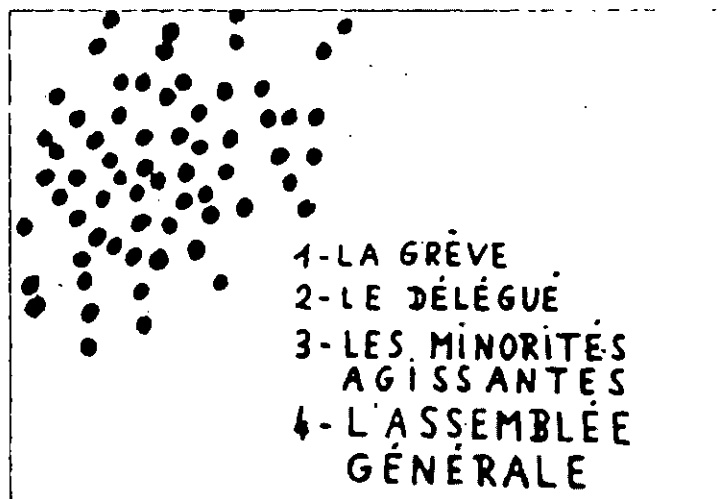 1-LA GRÈVE
2-LE DÉLÉGUÉ
3-LES MINORITÉS
AGISSANTES
4-L'ASSEMBLÉE
GÉNÉRALE